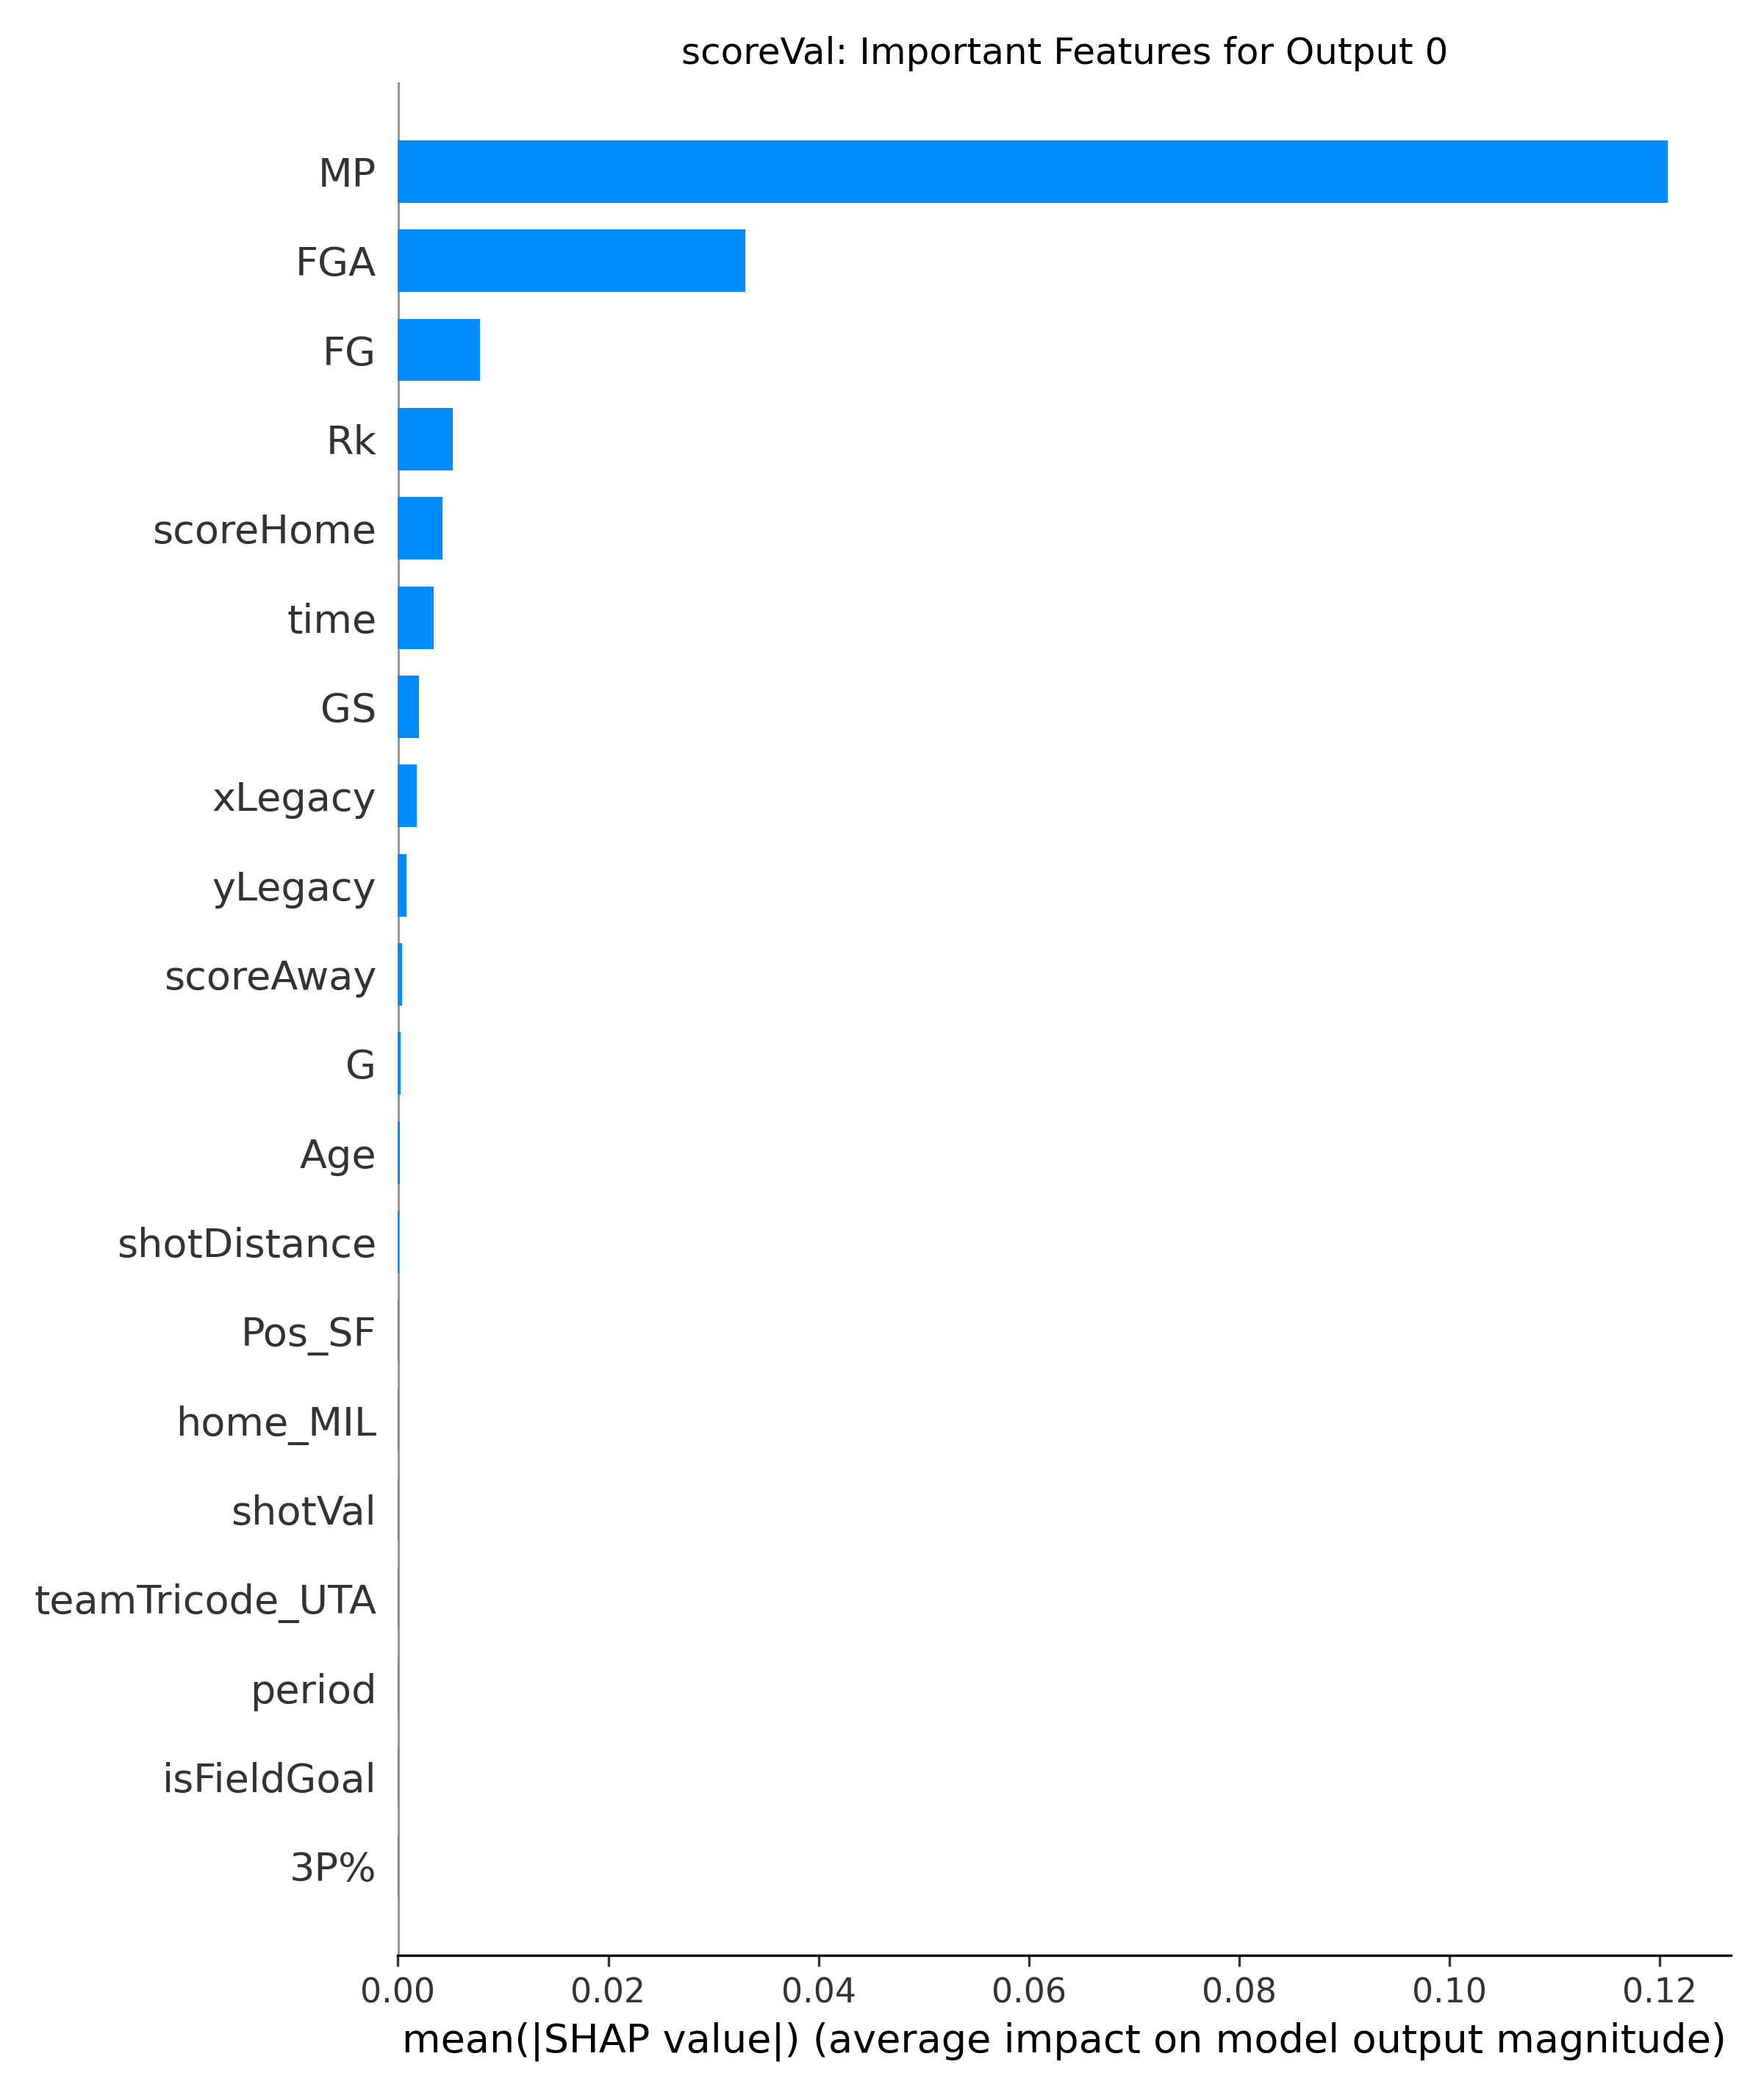 scoreVal: Important Features for Output 0
MP
FGA
FG
Rk
scoreHome
time
GS
xLegacy
yLegacy
scoreAway
G
Age
shotDistance
Pos_SF
home_MIL
shotVal
teamTricode_UTA
period
isFieldGoal
3P%
0.00 0.02 0.04 0.06 0.08 0.10 0.12
mean(|SHAP value|) (average impact on model output magnitude)